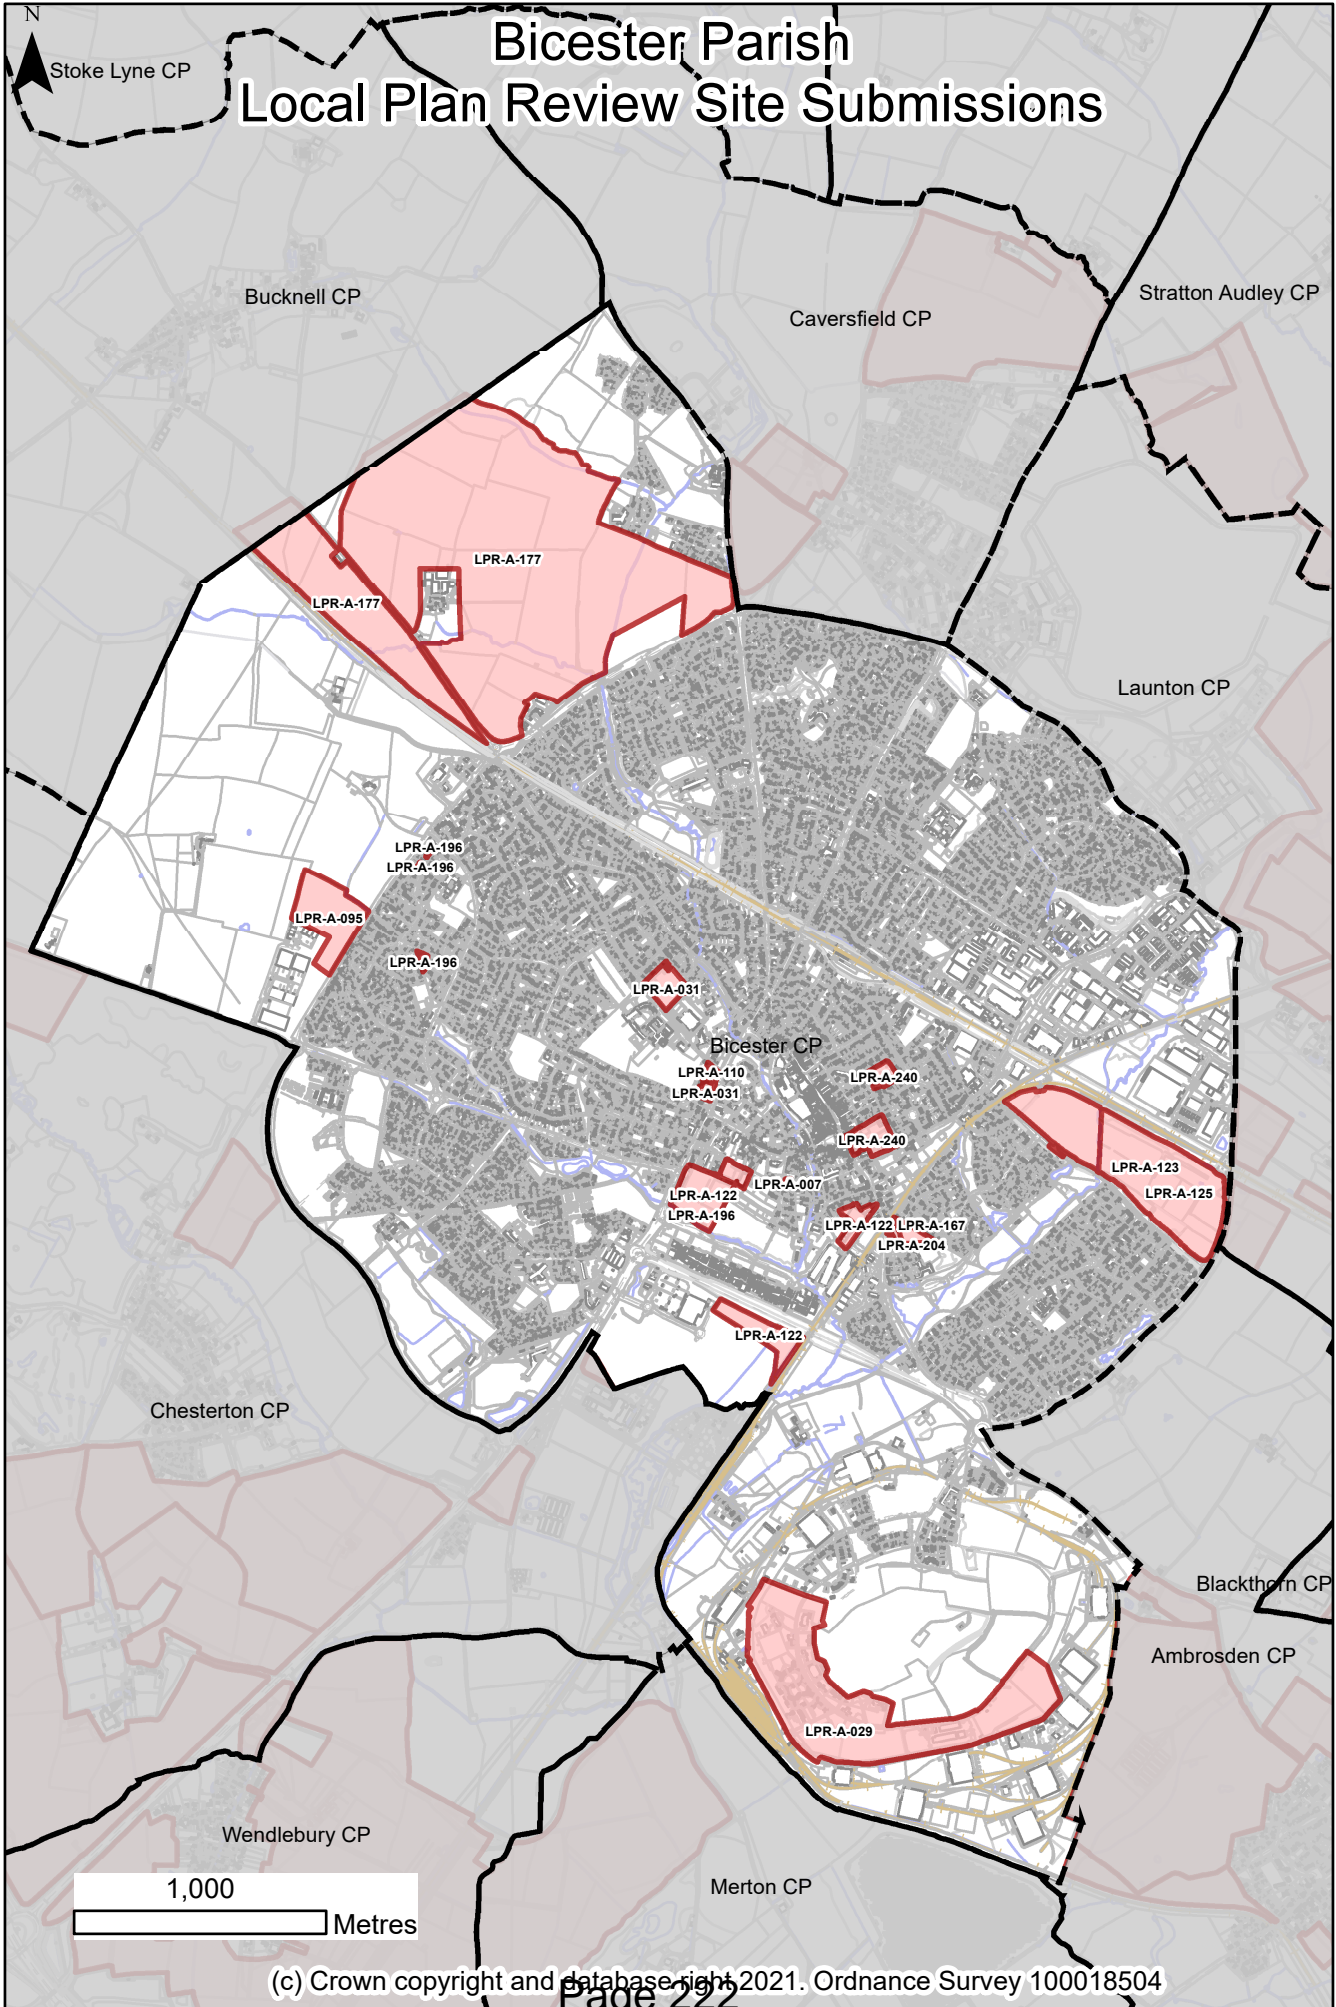 N
Bicester Parish
Local Plan Review Site Submissions
Stoke Lyne CP
Bucknell CP
Stratton Audley CP
Caversfield CP
LPR-A-177
LPR-A-177
Launton CP
LPR-A-196
LPR-A-196
LPR-A-095
LPR-A-196
LPR-A-031
Bicester CP
LPR-A-110
LPR-A-240
LPR-A-031
LPR-A-240
LPR-A-123
LPR-A-007
LPR-A-125
LPR-A-122
LPR-A-196
LPR-A-122
LPR-A-167
LPR-A-204
LPR-A-122
Chesterton CP
Blackthorn CP
Ambrosden CP
LPR-A-029
Wendlebury CP
Merton CP
1,000
Metres
(c) Crown copyright and database right 2021. Ordnance Survey 100018504
Page 222